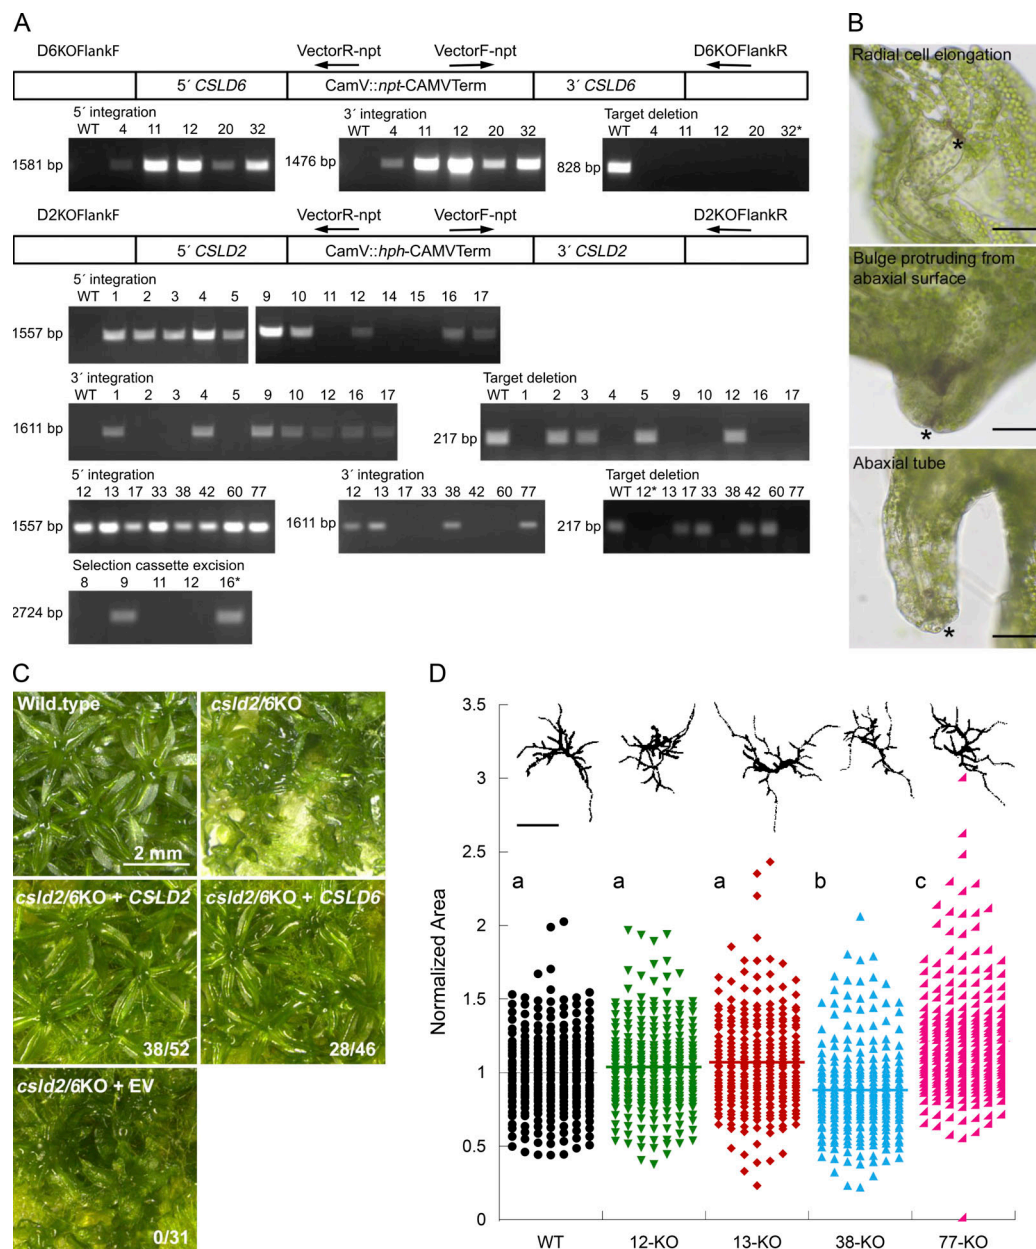 A
D6KOFlankF VectorR-npt VectorF-npt D6KOFlankR
5´ CSLD6 CamV::npt-CAMVTerm 3´ CSLD6
5´ integration
WT 4 11 12 20 32
1581 bp
3´ integration
WT 4 11 12 20 32
1476 bp
Target deletion
WT 4 11 12 20 32*
828 bp
D2KOFlankF VectorR-npt VectorF-npt D2KOFlankR
5´ CSLD2 CamV::hph-CAMVTerm 3´ CSLD2
5´ integration
WT 1 2 3 4 5 9 10 11 12 14 15 16 17
1557 bp
3´ integration
WT 1 2 3 4 5 9 10 12 16 17
1611 bp
Target deletion
WT 1 2 3 4 5 9 10 12 16 17
217 bp
5´ integration
12 13 17 33 38 42 60 77
1557 bp
3´ integration
12 13 17 33 38 42 60 77
1611 bp
Target deletion
WT 12* 13 17 33 38 42 60 77
217 bp
Selection cassette excision
8 9 11 12 16*
2724 bp
B
Radial cell elongation
*
Bulge protruding from
abaxial surface
*
Abaxial tube
*
C
Wild type
2 mm
csld2/6KO
csld2/6KO + CSLD2
38/52
csld2/6KO + CSLD6
28/46
csld2/6KO + EV
0/31
D
Normalized Area
3.5
3
2.5
2
1.5
1
0.5
0
a a a b c
WT 12-KO 13-KO 38-KO 77-KO